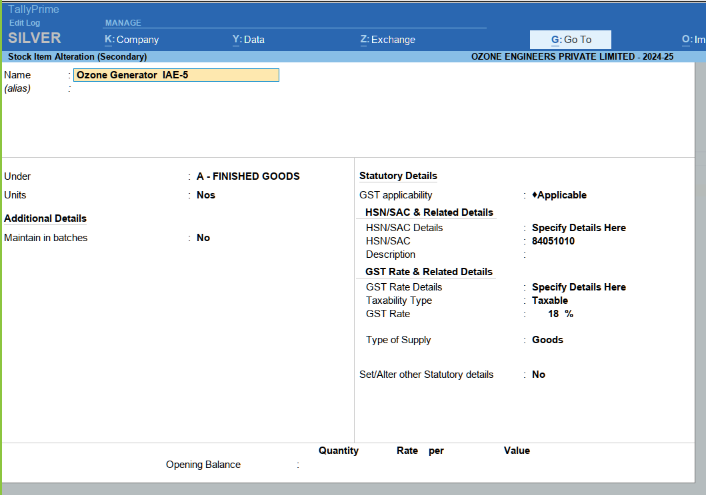 TallyPrime
Edit Log
MANAGE
SILVER
K: Company
Y: Data
Z: Exchange
G: Go To
O: Im
Stock Item Alteration (Secondary)
OZONE ENGINEERS PRIVATE LIMITED - 2024-25
Name : Ozone Generator IAE-5
(alias) :
Under : A - FINISHED GOODS
Units : Nos
Additional Details
Maintain in batches : No
Statutory Details
GST applicability : ♦Applicable
HSN/SAC & Related Details
HSN/SAC Details : Specify Details Here
HSN/SAC : 84051010
Description :
GST Rate & Related Details
GST Rate Details : Specify Details Here
Taxability Type : Taxable
GST Rate : 18 %
Type of Supply : Goods
Set/Alter other Statutory details : No
Quantity Rate per Value
Opening Balance :